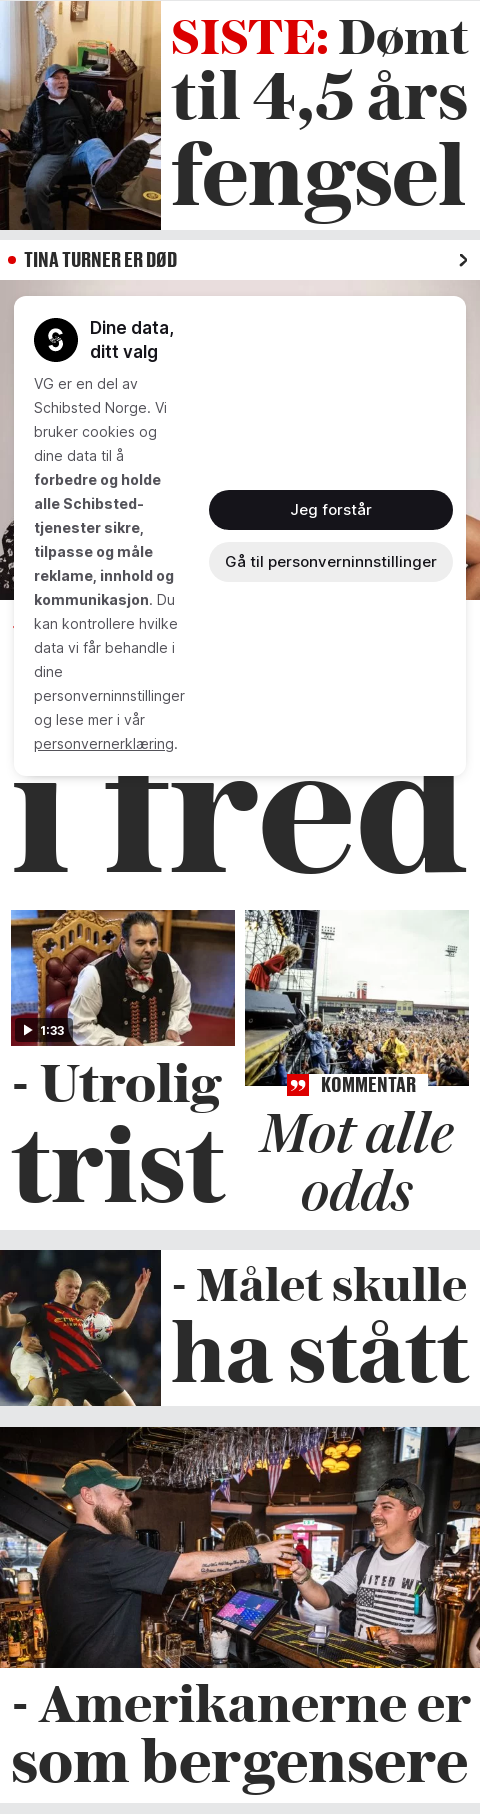 SISTE: Dømt
til 4,5 års
fengsel
TINA TURNER ER DØD
Dine data,
ditt valg
VG er en del av
Schibsted Norge. Vi
bruker cookies og
dine data til å
forbedre og holde
alle Schibsted-
tjenester sikre,
tilpasse og måle
reklame, innhold og
kommunikasjon. Du
kan kontrollere hvilke
data vi får behandle i
dine
personverninnstillinger
og lese mer i vår
personvernerklæring.
Jeg forstår
Gå til personverninnstillinger
i fred
1:33
- Utrolig
trist
KOMMENTAR
Mot alle
odds
- Målet skulle
ha stått
- Amerikanerne er
som bergensere